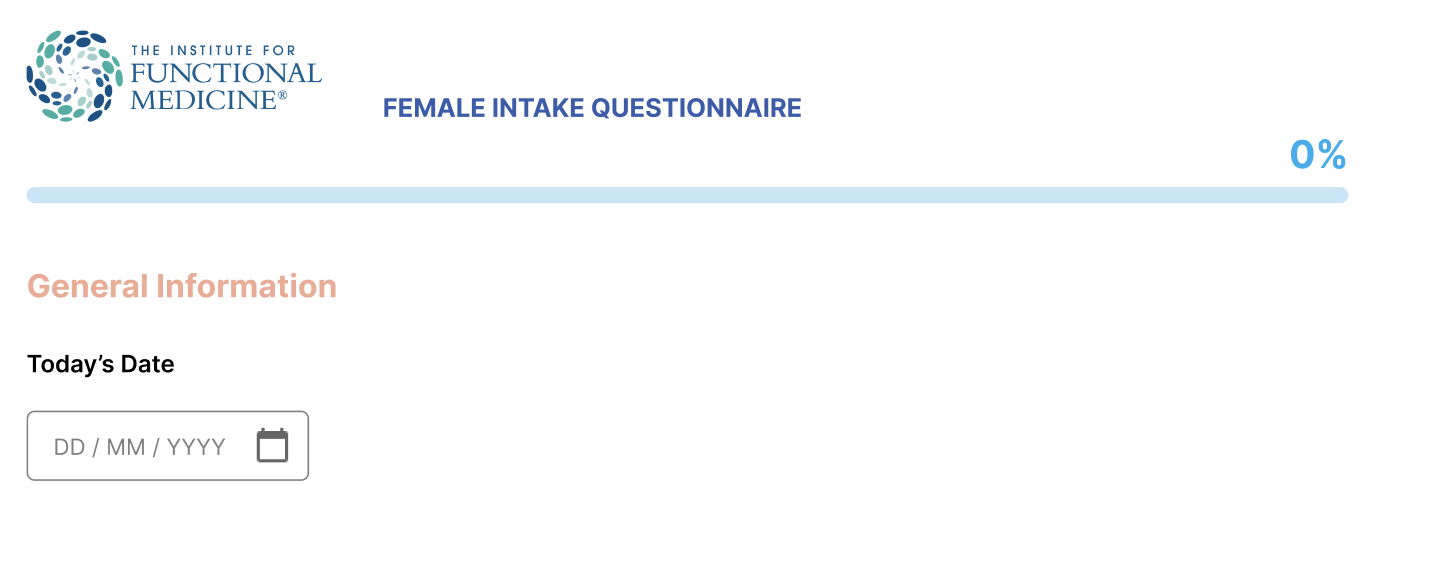 THE INSTITUTE FOR
FUNCTIONAL
MEDICINE®
FEMALE INTAKE QUESTIONNAIRE
0%
General Information
Today’s Date
DD / MM / YYYY